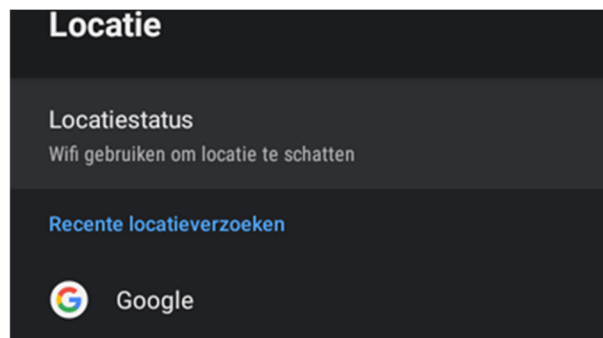 Locatie
Locatiestatus
Wifi gebruiken om locatie te schatten
Recente locatieverzoeken
Google